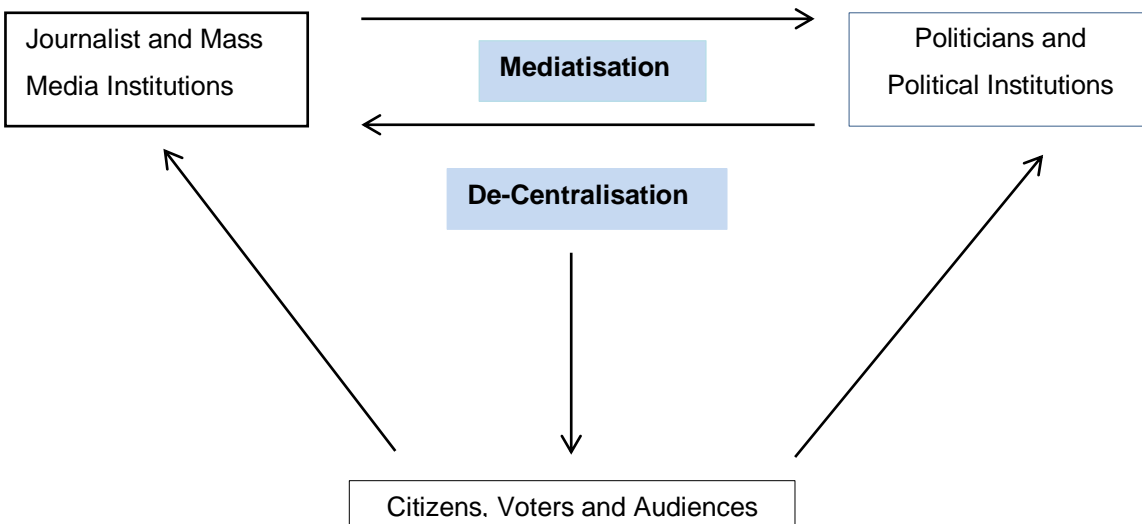 Journalist and Mass
Media Institutions
Mediatisation
Politicians and
Political Institutions
De-Centralisation
Citizens, Voters and Audiences